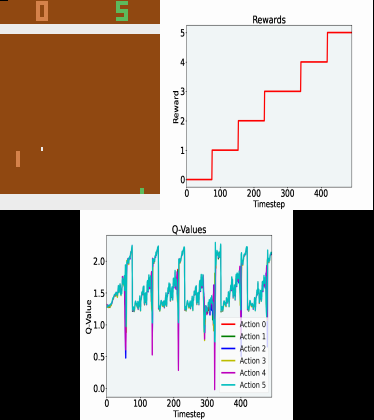 0 5
Rewards
Reward
5
4
3
2
1
0
0 100 200 300 400
Timestep
Q-Values
Q-Value
2.0
1.5
1.0
0.5
0.0
Action 0
Action 1
Action 2
Action 3
Action 4
Action 5
0 100 200 300 400
Timestep